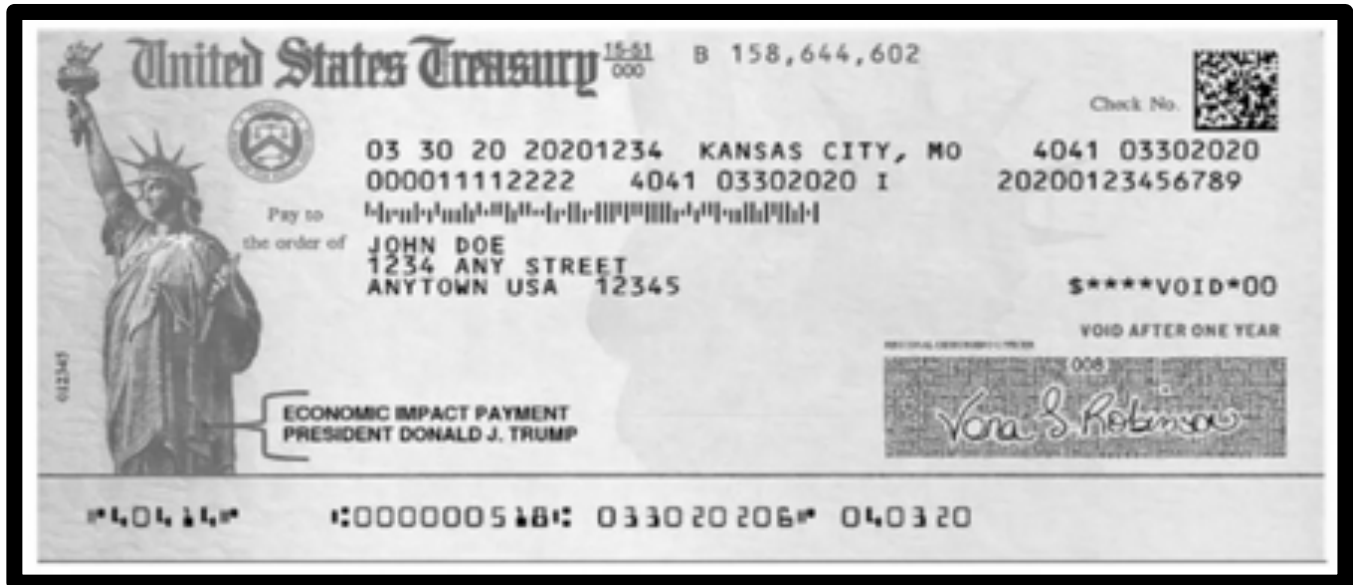 United States Treasury 15-51 000 B 158,644,602
Check No.
03 30 20 20201234 KANSAS CITY, MO 4041 03302020
000011112222 4041 03302020 I 20200123456789
Pay to
the order of
JOHN DOE
1234 ANY STREET
ANYTOWN USA 12345
$****VOID*00
VOID AFTER ONE YEAR
008
Vona S. Robinson
012345
ECONOMIC IMPACT PAYMENT
PRESIDENT DONALD J. TRUMP
⑈40414⑈ ⑆000000518⑆ 033020206⑈ 040320